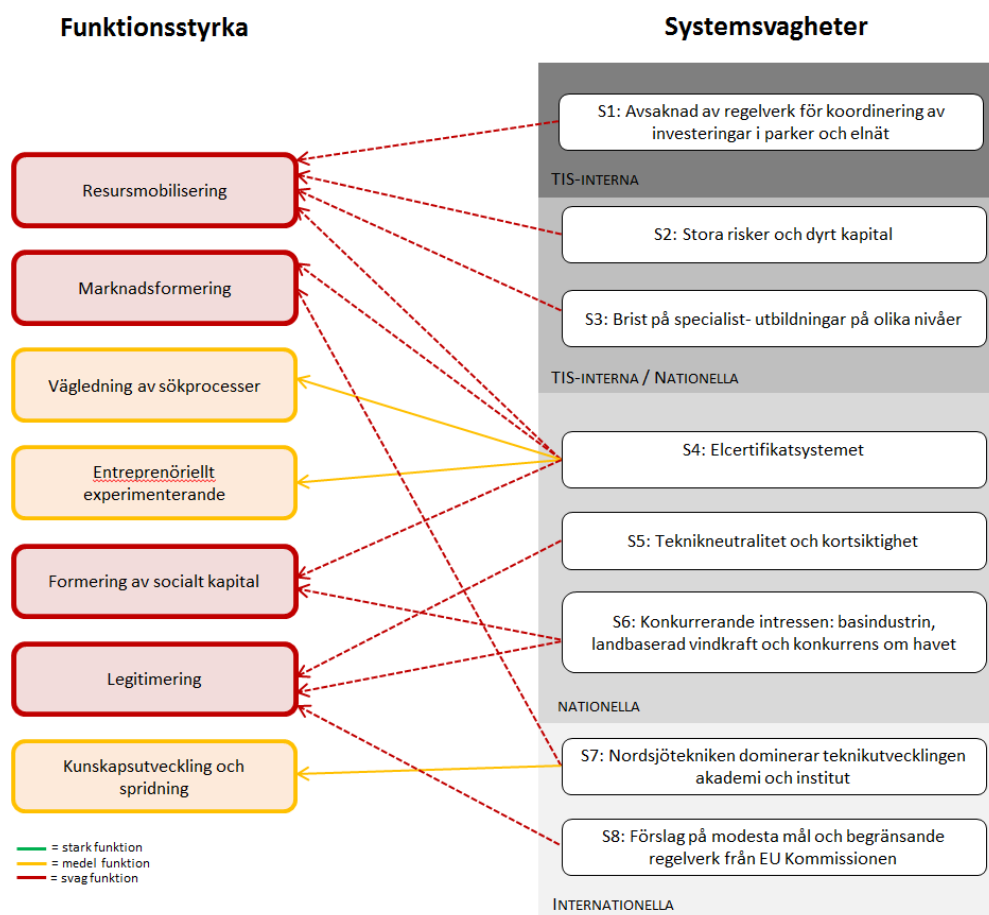 Funktionsstyrka
Systemsvagheter
Resursmobilisering
Marknadsformering
Vägledning av sökprocesser
Entreprenöriellt
experimenterande
Formering av socialt kapital
Legitimering
Kunskapsutveckling och
spridning
= stark funktion
= medel funktion
= svag funktion
S1: Avsaknad av regelverk för koordinering av
investeringar i parker och elnät
TIS-INTERNA
S2: Stora risker och dyrt kapital
S3: Brist på specialist- utbildningar på olika nivåer
TIS-INTERNA / NATIONELLA
S4: Elcertifikatsystemet
S5: Teknikneutralitet och kortsiktighet
S6: Konkurrerande intressen: basindustrin,
landbaserad vindkraft och konkurrens om havet
NATIONELLA
S7: Nordsjötekniken dominerar teknikutvecklingen
akademi och institut
S8: Förslag på modesta mål och begränsande
regelverk från EU Kommissionen
INTERNATIONELLA